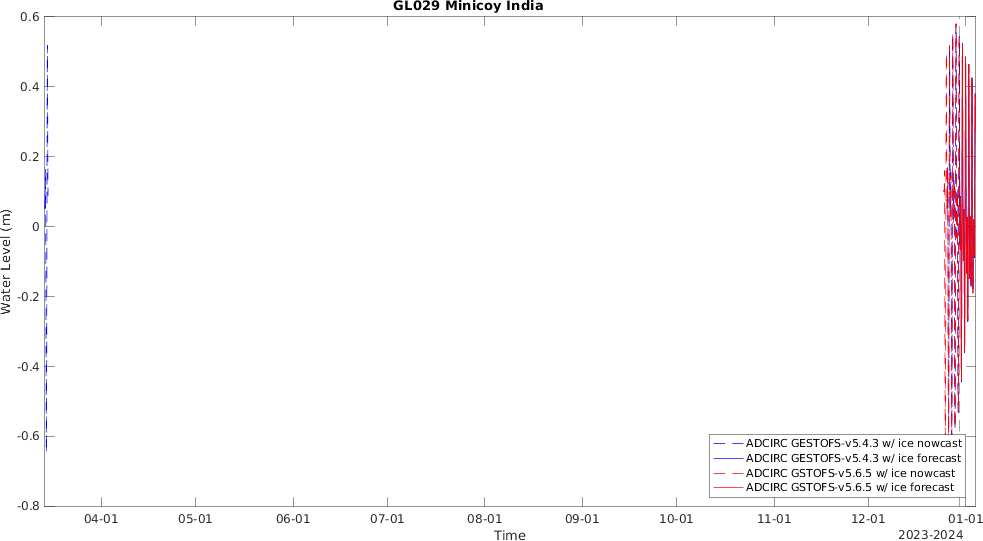 GL029 Minicoy India
0.6
0.4
0.2
0
-0.2
-0.4
-0.6
-0.8
Water Level (m)
ADCIRC GESTOFS-v5.4.3 w/ ice nowcast
ADCIRC GESTOFS-v5.4.3 w/ ice forecast
ADCIRC GSTOFS-v5.6.5 w/ ice nowcast
ADCIRC GSTOFS-v5.6.5 w/ ice forecast
04-01 05-01 06-01 07-01 08-01 09-01 10-01 11-01 12-01 01-01
Time
2023-2024